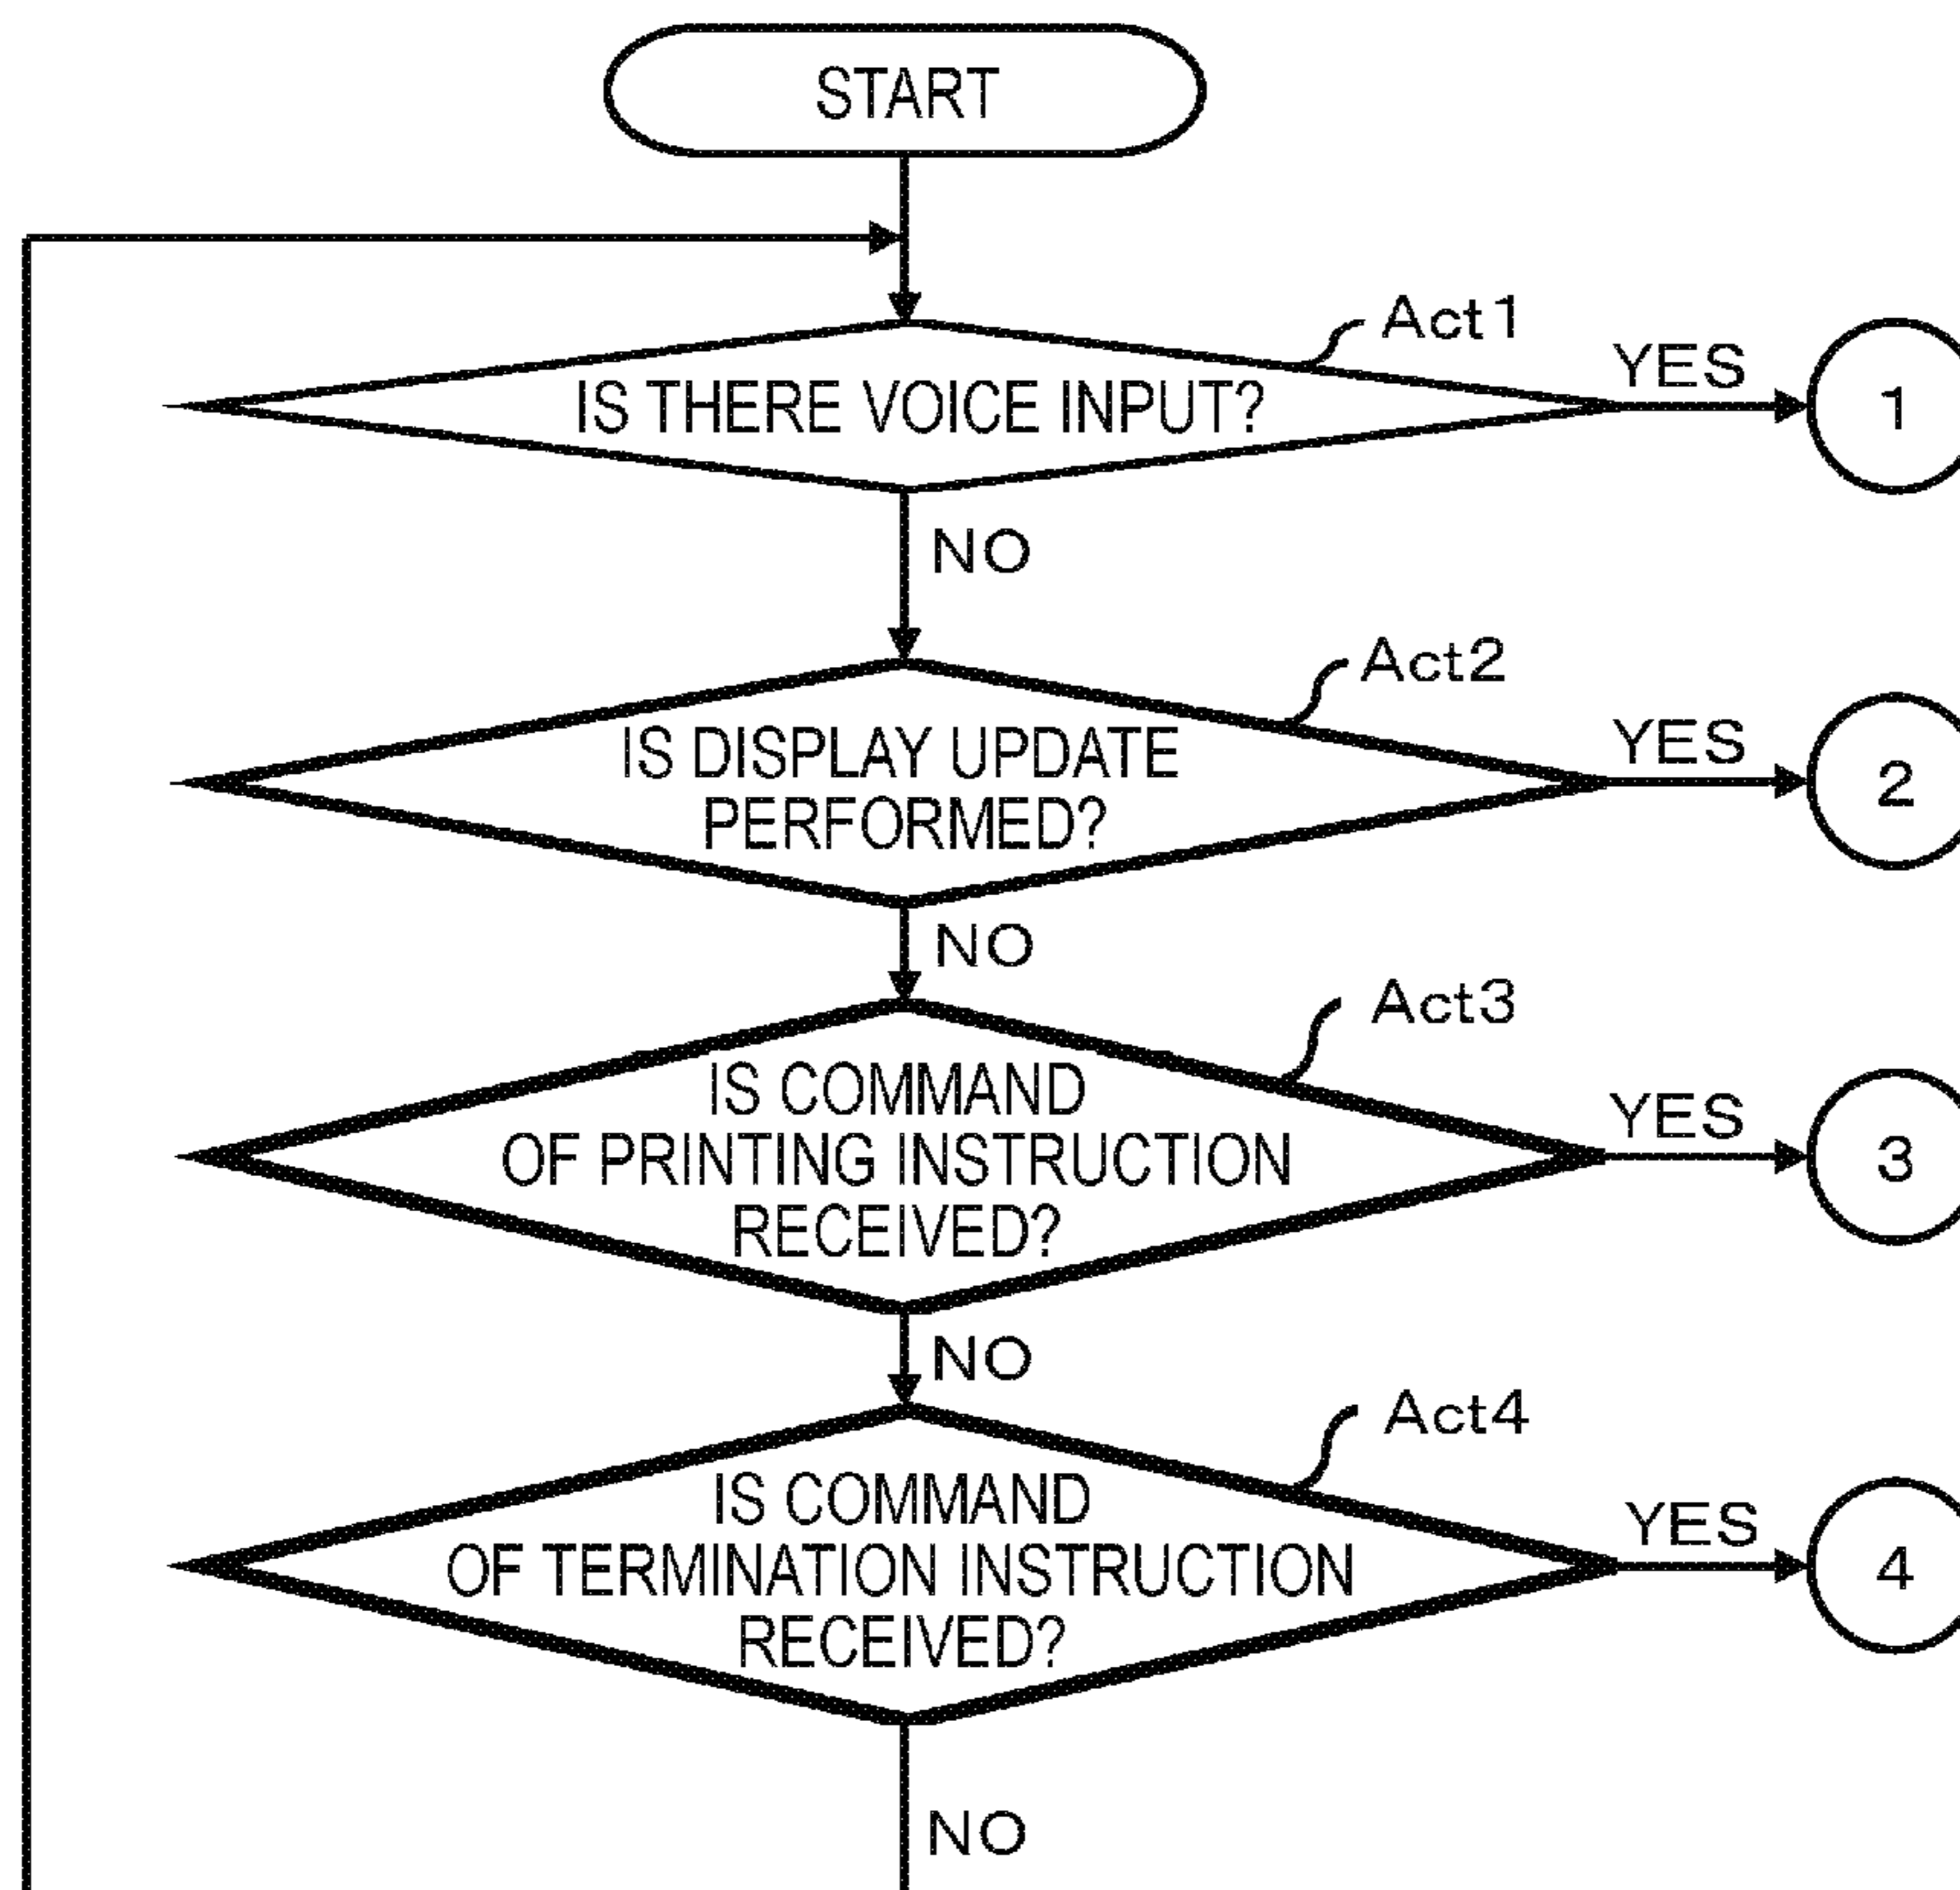 START
Act1
IS THERE VOICE INPUT?
YES
1
NO
Act2
IS DISPLAY UPDATE
PERFORMED?
YES
2
NO
Act3
IS COMMAND
OF PRINTING INSTRUCTION
RECEIVED?
YES
3
NO
Act4
IS COMMAND
OF TERMINATION INSTRUCTION
RECEIVED?
YES
4
NO